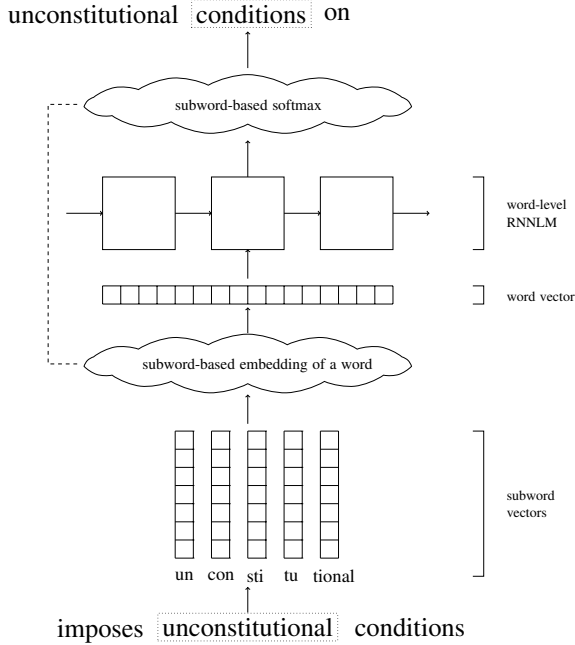 unconstitutional conditions on
subword-based softmax
word-level
RNNLM
word vector
subword-based embedding of a word
subword
vectors
un con sti tu tional
imposes unconstitutional conditions